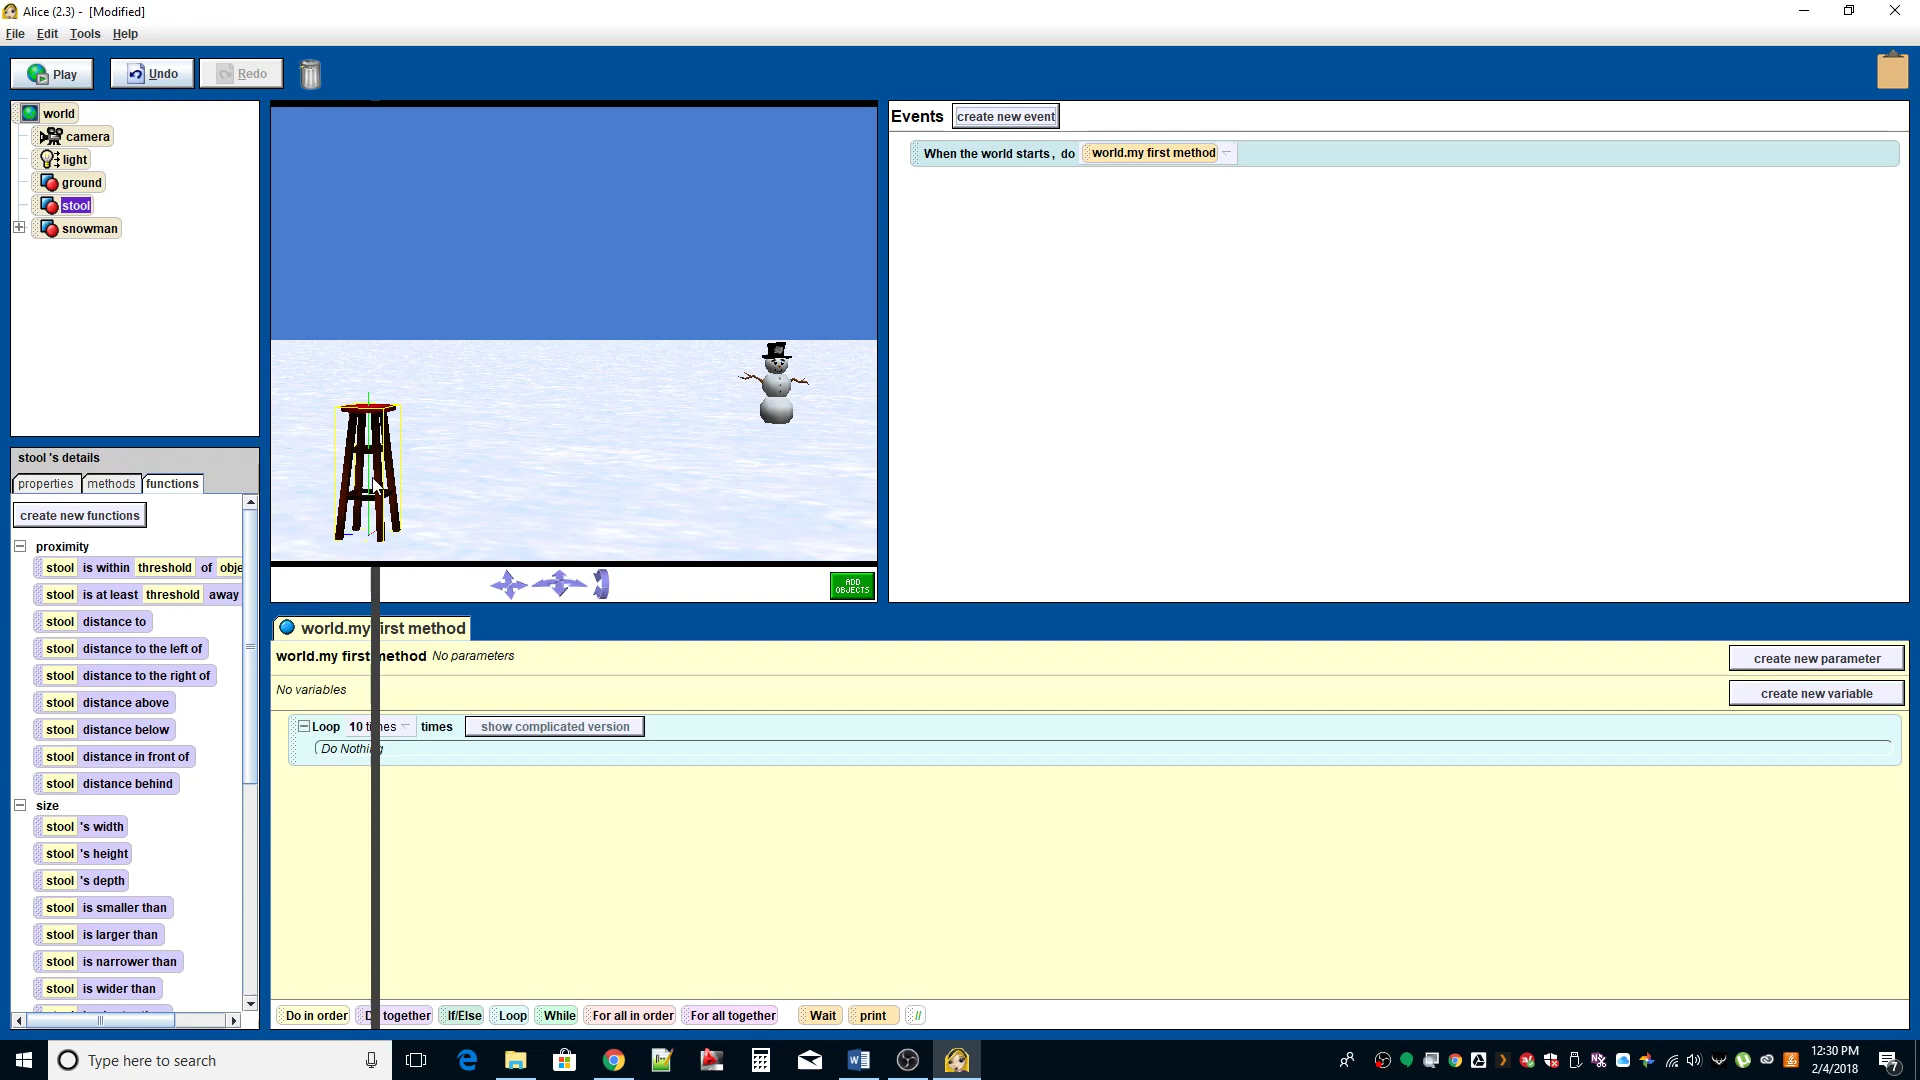 Alice (2.3) - [Modified]
File Edit Tools Help
Play Undo Redo
world
camera
light
ground
stool
snowman
Events create new event
When the world starts, do world.my first method
ADD OBJECTS
stool 's details
properties methods functions
create new functions
proximity
stool is within threshold of obje
stool is at least threshold away
stool distance to
stool distance to the left of
stool distance to the right of
stool distance above
stool distance below
stool distance in front of
stool distance behind
size
stool 's width
stool 's height
stool 's depth
stool is smaller than
stool is larger than
stool is narrower than
stool is wider than
world.my first method
world.my first method No parameters
create new parameter
No variables
create new variable
Loop 10 times times show complicated version
Do Nothing
Do in order Do together If/Else Loop While For all in order For all together Wait print //
Type here to search
12:30 PM
2/4/2018
7